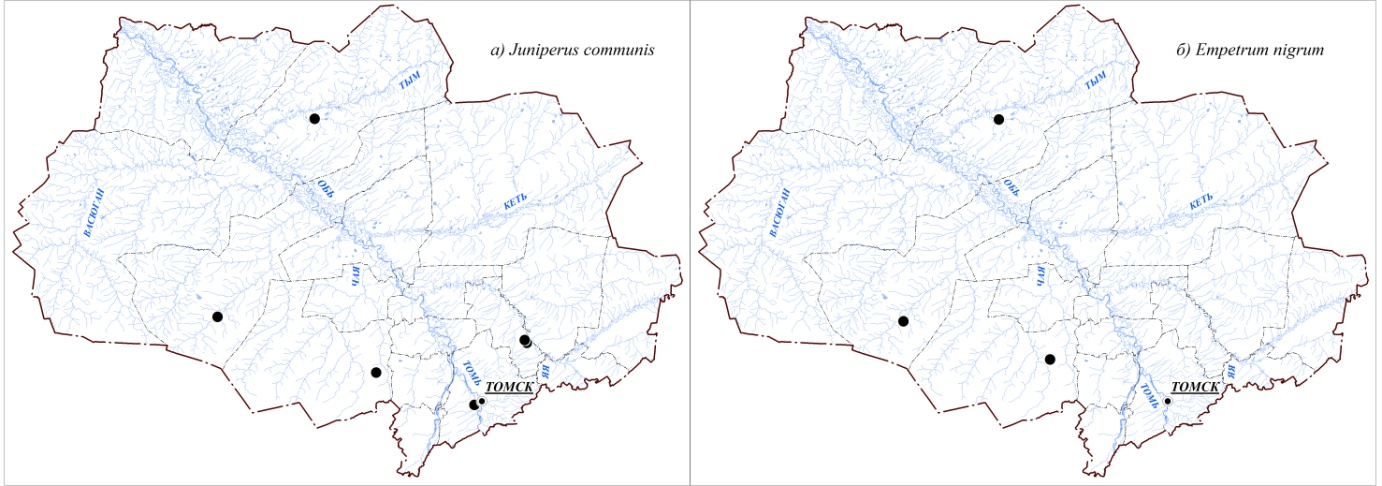 а) Juniperus communis
ТЫМ
ОБЬ
ВАСЮГАН
КЕТЬ
ЧАЯ
ТОМЬ
ЯЯ
ТОМСК
б) Empetrum nigrum
ТЫМ
ОБЬ
ВАСЮГАН
КЕТЬ
ЧАЯ
ЯЯ
ТОМЬ
ТОМСК